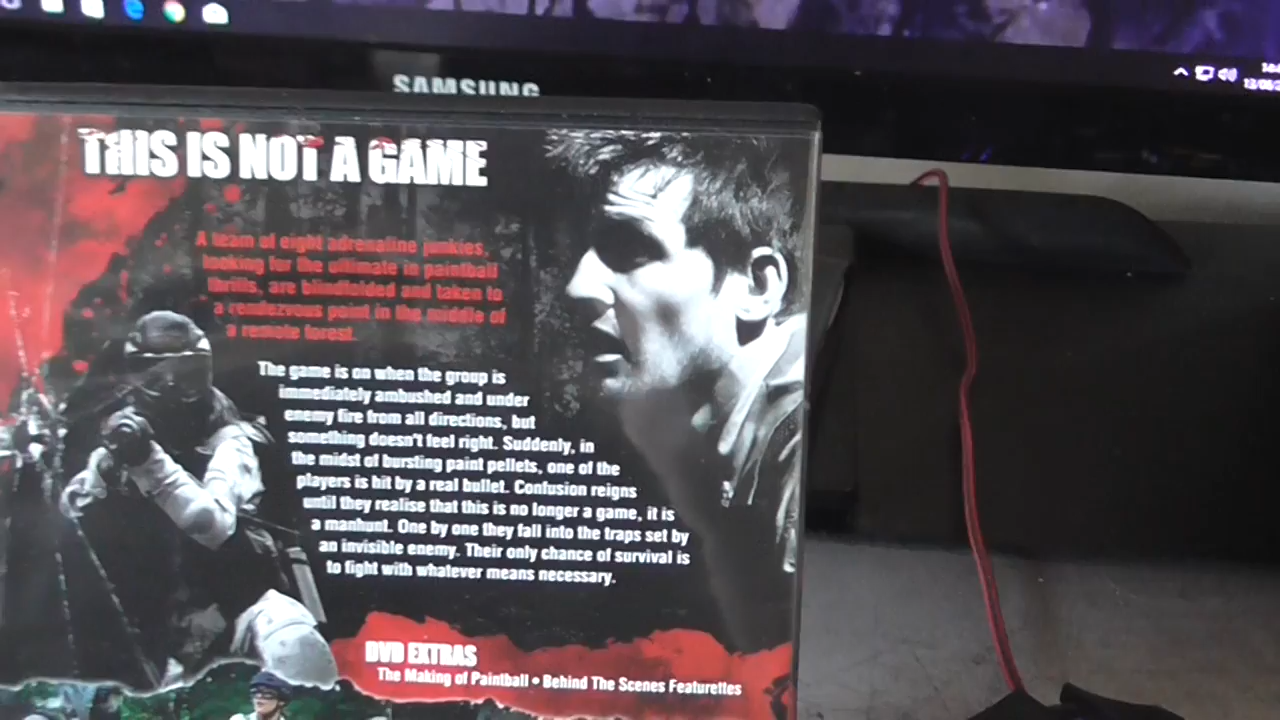 SAMSUNG
THIS IS NOT A GAME
A team of eight adrenaline junkies,
looking for the ultimate in paintball
thrills, are blindfolded and taken to
a rendezvous point in the middle of
a remote forest.
The game is on when the group is
immediately ambushed and under
enemy fire from all directions, but
something doesn't feel right. Suddenly, in
the midst of bursting paint pellets, one of the
players is hit by a real bullet. Confusion reigns
until they realise that this is no longer a game, it is
a manhunt. One by one they fall into the traps set by
an invisible enemy. Their only chance of survival is
to fight with whatever means necessary.
DVD EXTRAS
The Making of Paintball • Behind The Scenes Featurettes